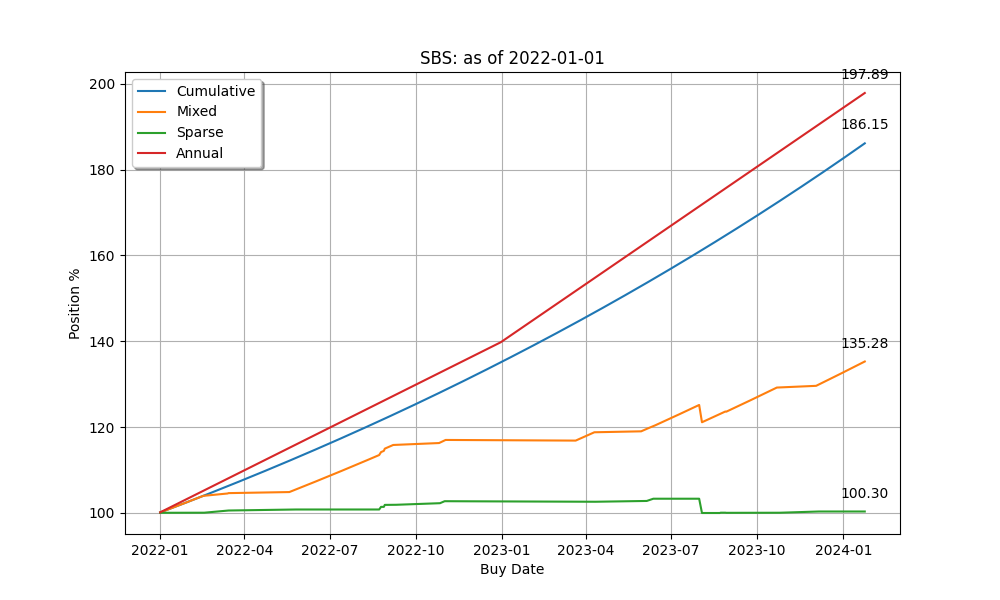 SBS: as of 2022-01-01
Cumulative
Mixed
Sparse
Annual
197.89
186.15
135.28
100.30
Position %
200
180
160
140
120
100
2022-01 2022-04 2022-07 2022-10 2023-01 2023-04 2023-07 2023-10 2024-01
Buy Date